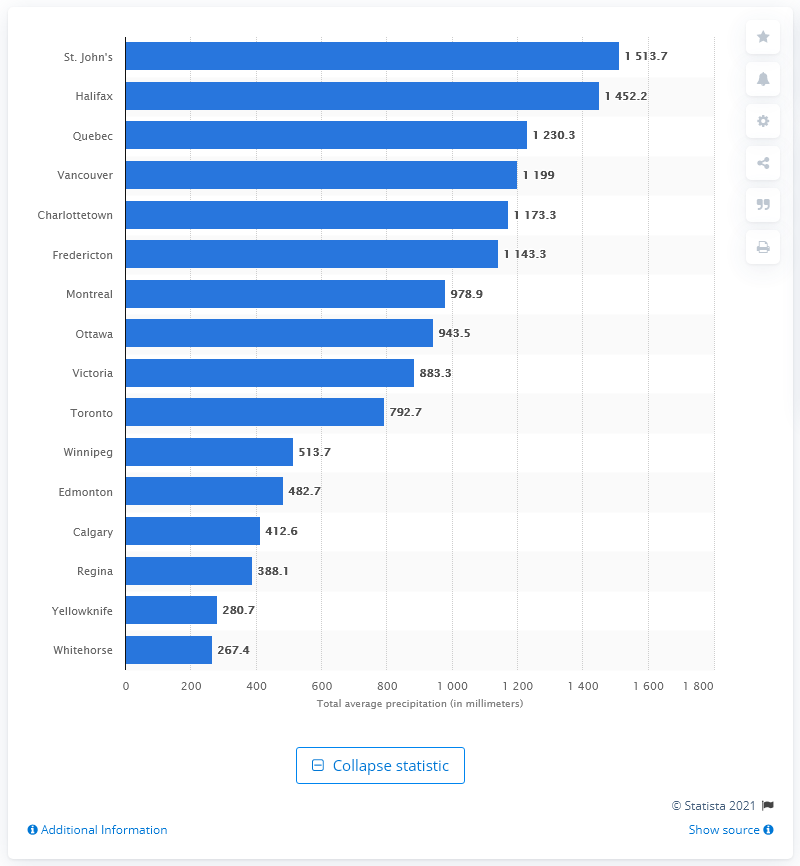 St. John's 1 513.7
Halifax 1 452.2
Quebec 1 230.3
Vancouver 1 199
Charlottetown 1 173.3
Fredericton 1 143.3
Montreal 978.9
Ottawa 943.5
Victoria 883.3
Toronto 792.7
Winnipeg 513.7
Edmonton 482.7
Calgary 412.6
Regina 388.1
Yellowknife 280.7
Whitehorse 267.4
0 200 400 600 800 1 000 1 200 1 400 1 600 1 800
Total average precipitation (in millimeters)
Collapse statistic
© Statista 2021
Additional Information
Show source